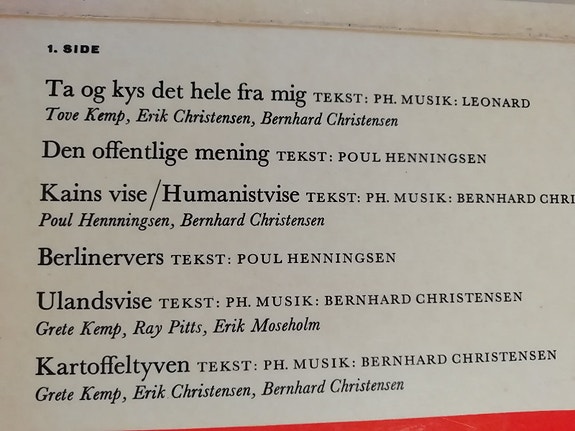 1. SIDE
Ta og kys det hele fra mig TEKST: PH. MUSIK: LEONARD
Tove Kemp, Erik Christensen, Bernhard Christensen
Den offentlige mening TEKST: POUL HENNINGSEN
Kains vise/Humanistvise TEKST: PH. MUSIK: BERNHARD CHRI
Poul Hennningsen, Bernhard Christensen
Berlinervers TEKST: POUL HENNINGSEN
Ulandsvise TEKST: PH. MUSIK: BERNHARD CHRISTENSEN
Grete Kemp, Ray Pitts, Erik Moseholm
Kartoffeltyven TEKST: PH. MUSIK: BERNHARD CHRISTENSEN
Grete Kemp, Erik Christensen, Bernhard Christensen